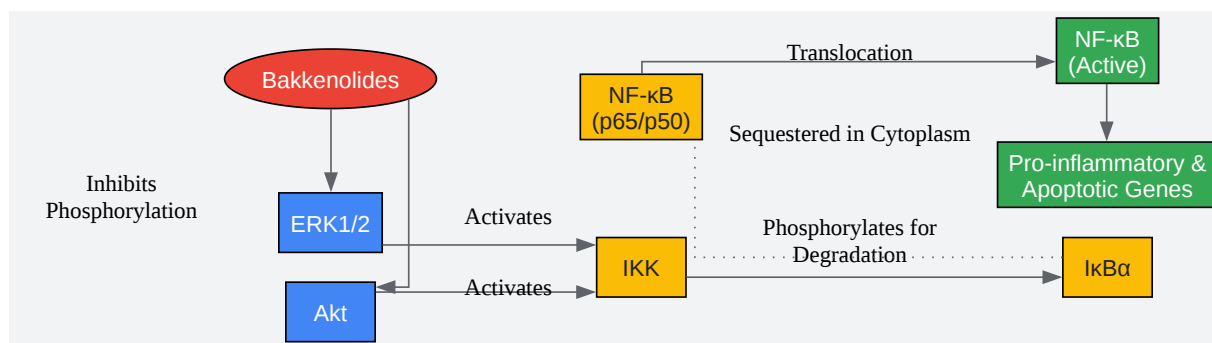 Bakkenolides
Inhibits
Phosphorylation
ERK1/2
Akt
Activates
Activates
NF-κB
(p65/p50)
Translocation
NF-κB
(Active)
Sequestered in Cytoplasm
Pro-inflammatory &
Apoptotic Genes
IKK
Phosphorylates for
Degradation
IκBα